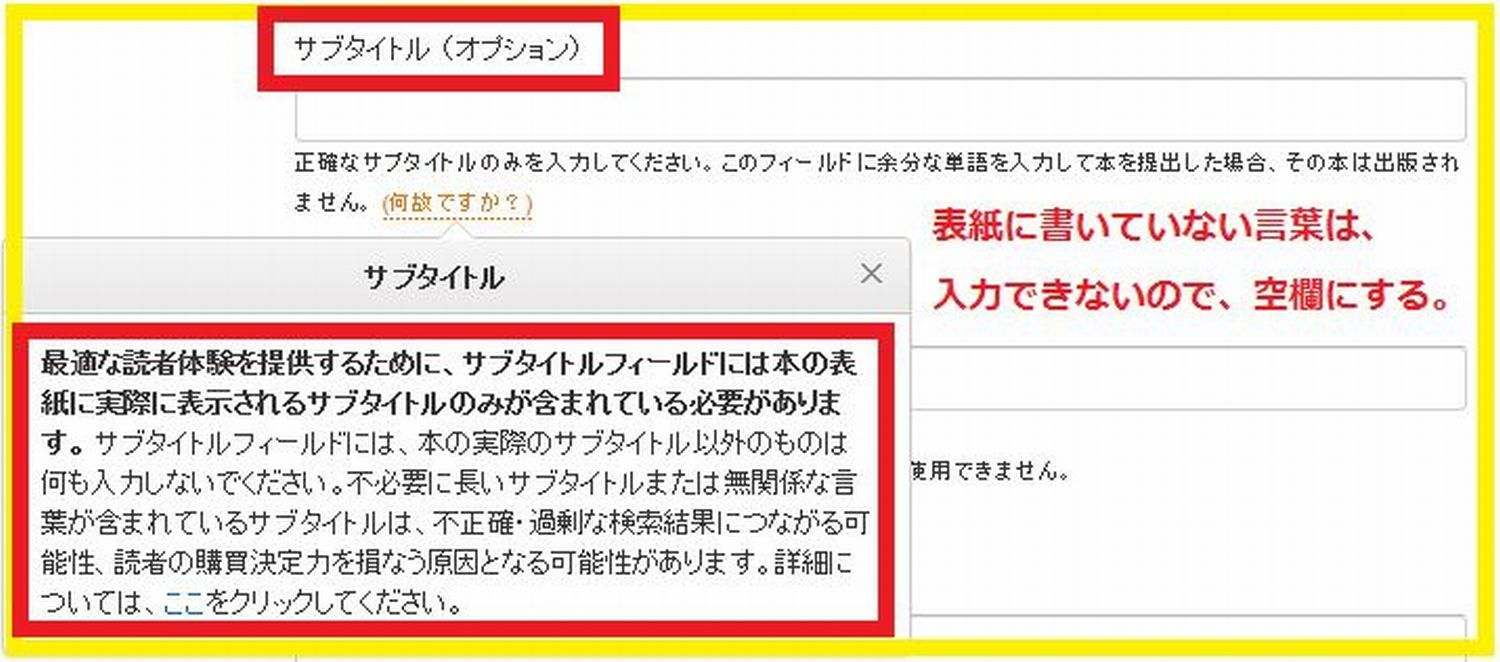 サブタイトル（オプション）
正確なサブタイトルのみを入力してください。このフィールドに余分な単語を入力して本を提出した場合、その本は出版され
ません。(何故ですか？)
表紙に書いていない言葉は、
入力できないので、空欄にする。
サブタイトル ×
最適な読者体験を提供するために、サブタイトルフィールドには本の表
紙に実際に表示されるサブタイトルのみが含まれている必要がありま
す。サブタイトルフィールドには、本の実際のサブタイトル以外のものは
何も入力しないでください。不必要に長いサブタイトルまたは無関係な言
使用できません。
葉が含まれているサブタイトルは、不正確・過剰な検索結果につながる可
能性、読者の購買決定力を損なう原因となる可能性があります。詳細に
ついては、ここをクリックしてください。